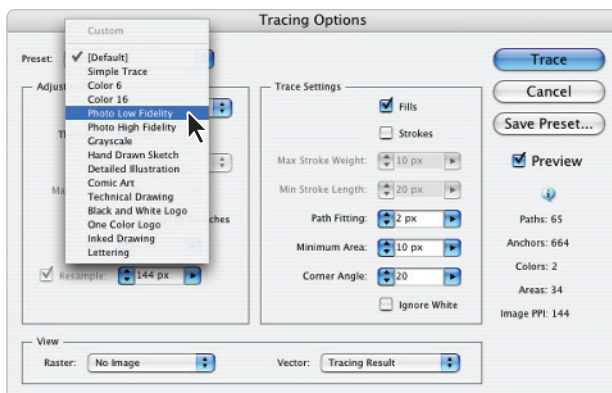 Tracing Options
Preset:
Custom
[Default]
Simple Trace
Color 6
Color 16
Photo Low Fidelity
Photo High Fidelity
Grayscale
Hand Drawn Sketch
Detailed Illustration
Comic Art
Technical Drawing
Black and White Logo
One Color Logo
Inked Drawing
Lettering
Adjus
Th
Ma
ches
Resample: 144 px
Trace Settings
Fills
Strokes
Max Stroke Weight: 10 px
Min Stroke Length: 20 px
Path Fitting: 2 px
Minimum Area: 10 px
Corner Angle: 20
Ignore White
Trace
Cancel
Save Preset...
Preview
Paths: 65
Anchors: 664
Colors: 2
Areas: 34
Image PPI: 144
View
Raster: No Image
Vector: Tracing Result